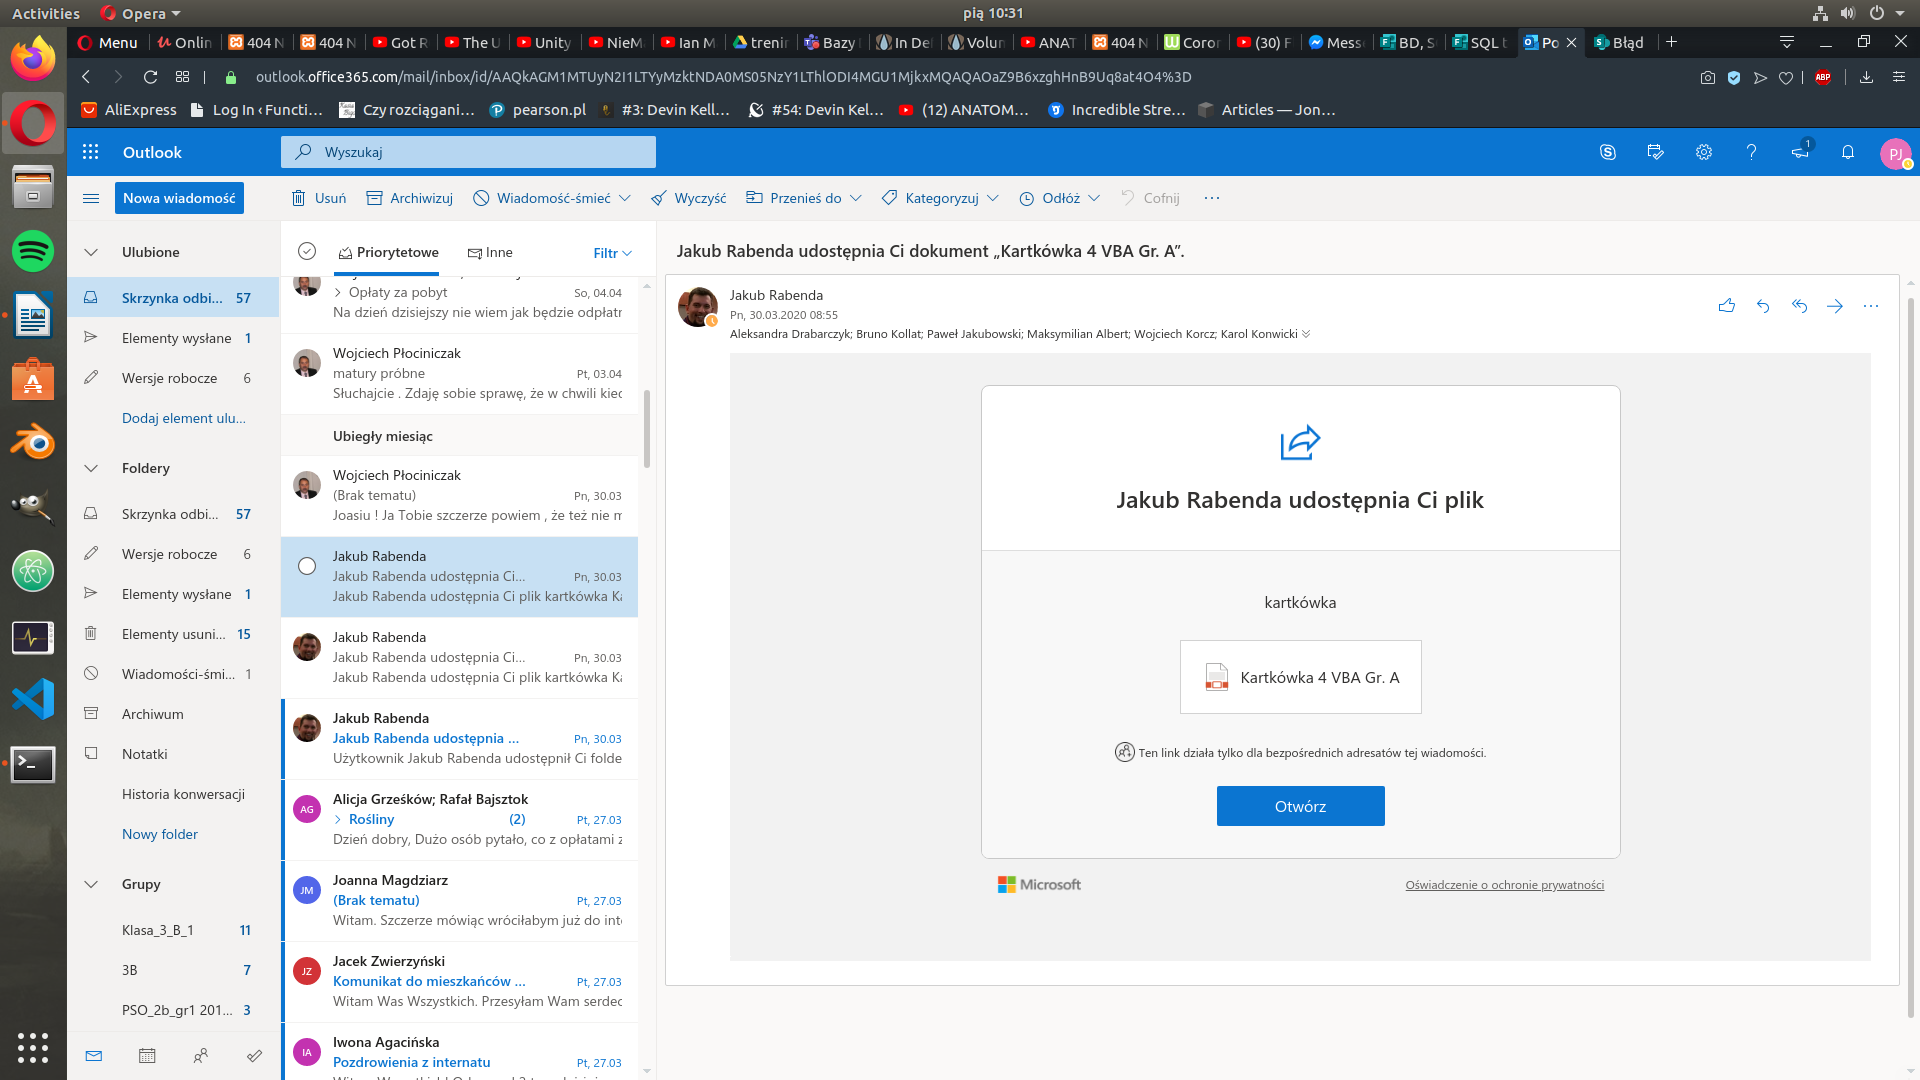 Activities
Opera
pią 10:31
Menu
Onlin
404 N
404 N
Got R
The U
Unity
NieM
Ian M
trenin
Bazy
In De
Volun
ANAT
404 N
Coron
(30) F
Messe
BD, S
SQL t
Po
Błąd
outlook.office365.com/mail/inbox/id/AAQkAGM1MTUyN2I1LTYyMzktNDA0MS05NzY1LThlODI4MGU1MjkxMQAQAOaZ9B6xzghHnB9Uq8at4O4%3D
ABP
AliExpress
Log In ‹ Functi…
Czy rozciągani…
pearson.pl
#3: Devin Kell…
#54: Devin Kel…
(12) ANATOM…
Incredible Stre…
Articles — Jon…
Outlook
Wyszukaj
1
PJ
Nowa wiadomość
Usuń
Archiwizuj
Wiadomość-śmieć
Wyczyść
Przenieś do
Kategoryzuj
Odłóż
Cofnij
Ulubione
Skrzynka odbi… 57
Elementy wysłane 1
Wersje robocze 6
Dodaj element ulu…
Foldery
Skrzynka odbi… 57
Wersje robocze 6
Elementy wysłane 1
Elementy usuni… 15
Wiadomości-śmi… 1
Archiwum
Notatki
Historia konwersacji
Nowy folder
Grupy
Klasa_3_B_1 11
3B 7
PSO_2b_gr1 201… 3
Priorytetowe
Inne
Filtr
Opłaty za pobyt So, 04.04
Na dzień dzisiejszy nie wiem jak będzie odpłatn
Wojciech Płociniczak
matury próbne Pt, 03.04
Słuchajcie . Zdaję sobie sprawę, że w chwili kied
Ubiegły miesiąc
Wojciech Płociniczak
(Brak tematu) Pn, 30.03
Joasiu ! Ja Tobie szczerze powiem , że też nie m
Jakub Rabenda
Jakub Rabenda udostępnia Ci… Pn, 30.03
Jakub Rabenda udostępnia Ci plik kartkówka Ka
Jakub Rabenda
Jakub Rabenda udostępnia Ci… Pn, 30.03
Jakub Rabenda udostępnia Ci plik kartkówka Ka
Jakub Rabenda
Jakub Rabenda udostępnia … Pn, 30.03
Użytkownik Jakub Rabenda udostępnił Ci folde
AG
Alicja Grześków; Rafał Bajsztok
Rośliny (2) Pt, 27.03
Dzień dobry, Dużo osób pytało, co z opłatami z
JM
Joanna Magdziarz
(Brak tematu) Pt, 27.03
Witam. Szczerze mówiąc wróciłabym już do inte
JZ
Jacek Zwierzyński
Komunikat do mieszkańców … Pt, 27.03
Witam Was Wszystkich. Przesyłam Wam serdec
IA
Iwona Agacińska
Pozdrowienia z internatu Pt, 27.03
Jakub Rabenda udostępnia Ci dokument „Kartkówka 4 VBA Gr. A”.
Jakub Rabenda
Pn, 30.03.2020 08:55
Aleksandra Drabarczyk; Bruno Kollat; Paweł Jakubowski; Maksymilian Albert; Wojciech Korcz; Karol Konwicki
Jakub Rabenda udostępnia Ci plik
kartkówka
Kartkówka 4 VBA Gr. A
Ten link działa tylko dla bezpośrednich adresatów tej wiadomości.
Otwórz
Microsoft
Oświadczenie o ochronie prywatności